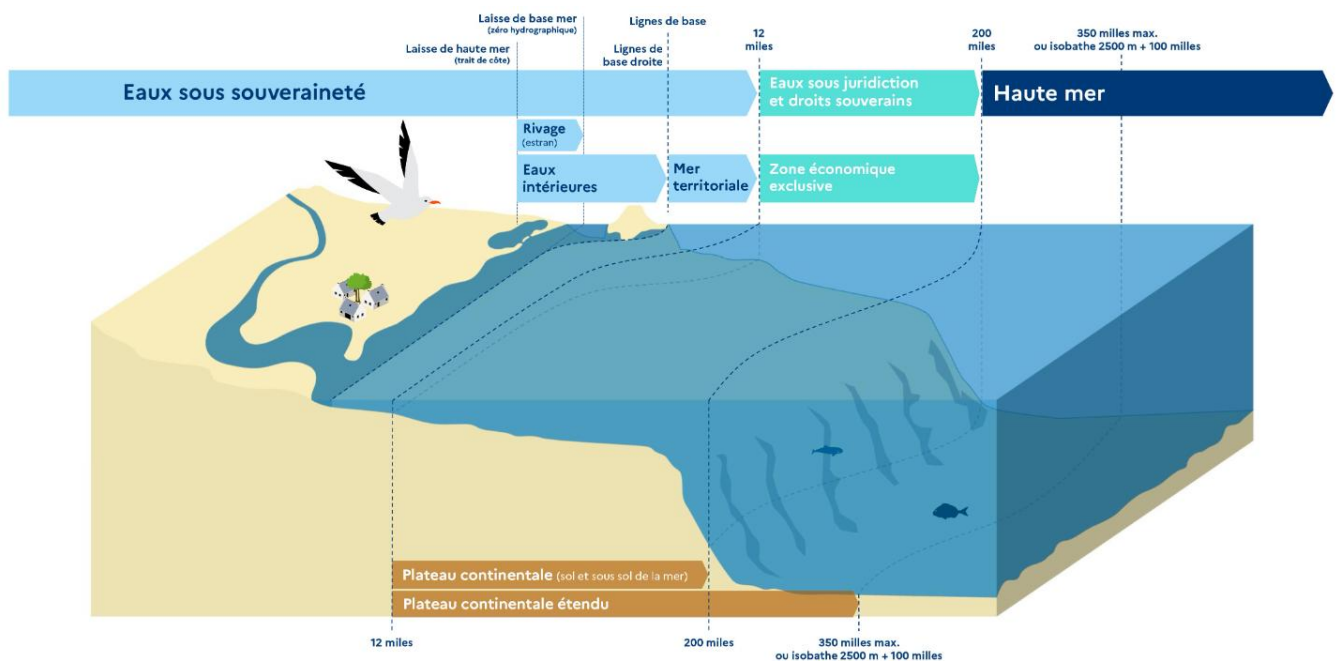 Laisse de base mer
(zéro hydrographique)
Lignes de base
12
miles
200
miles
350 milles max.
ou isobathe 2500 m + 100 milles
Laisse de haute mer
(trait de côte)
Lignes de
base droite
Eaux sous souveraineté
Eaux sous juridiction
et droits souverains
Haute mer
Rivage
(estran)
Eaux
intérieures
Mer
territoriale
Zone économique
exclusive
Plateau continentale (sol et sous sol de la mer)
Plateau continentale étendu
12 miles
200 miles
350 milles max.
ou isobathe 2500 m + 100 milles